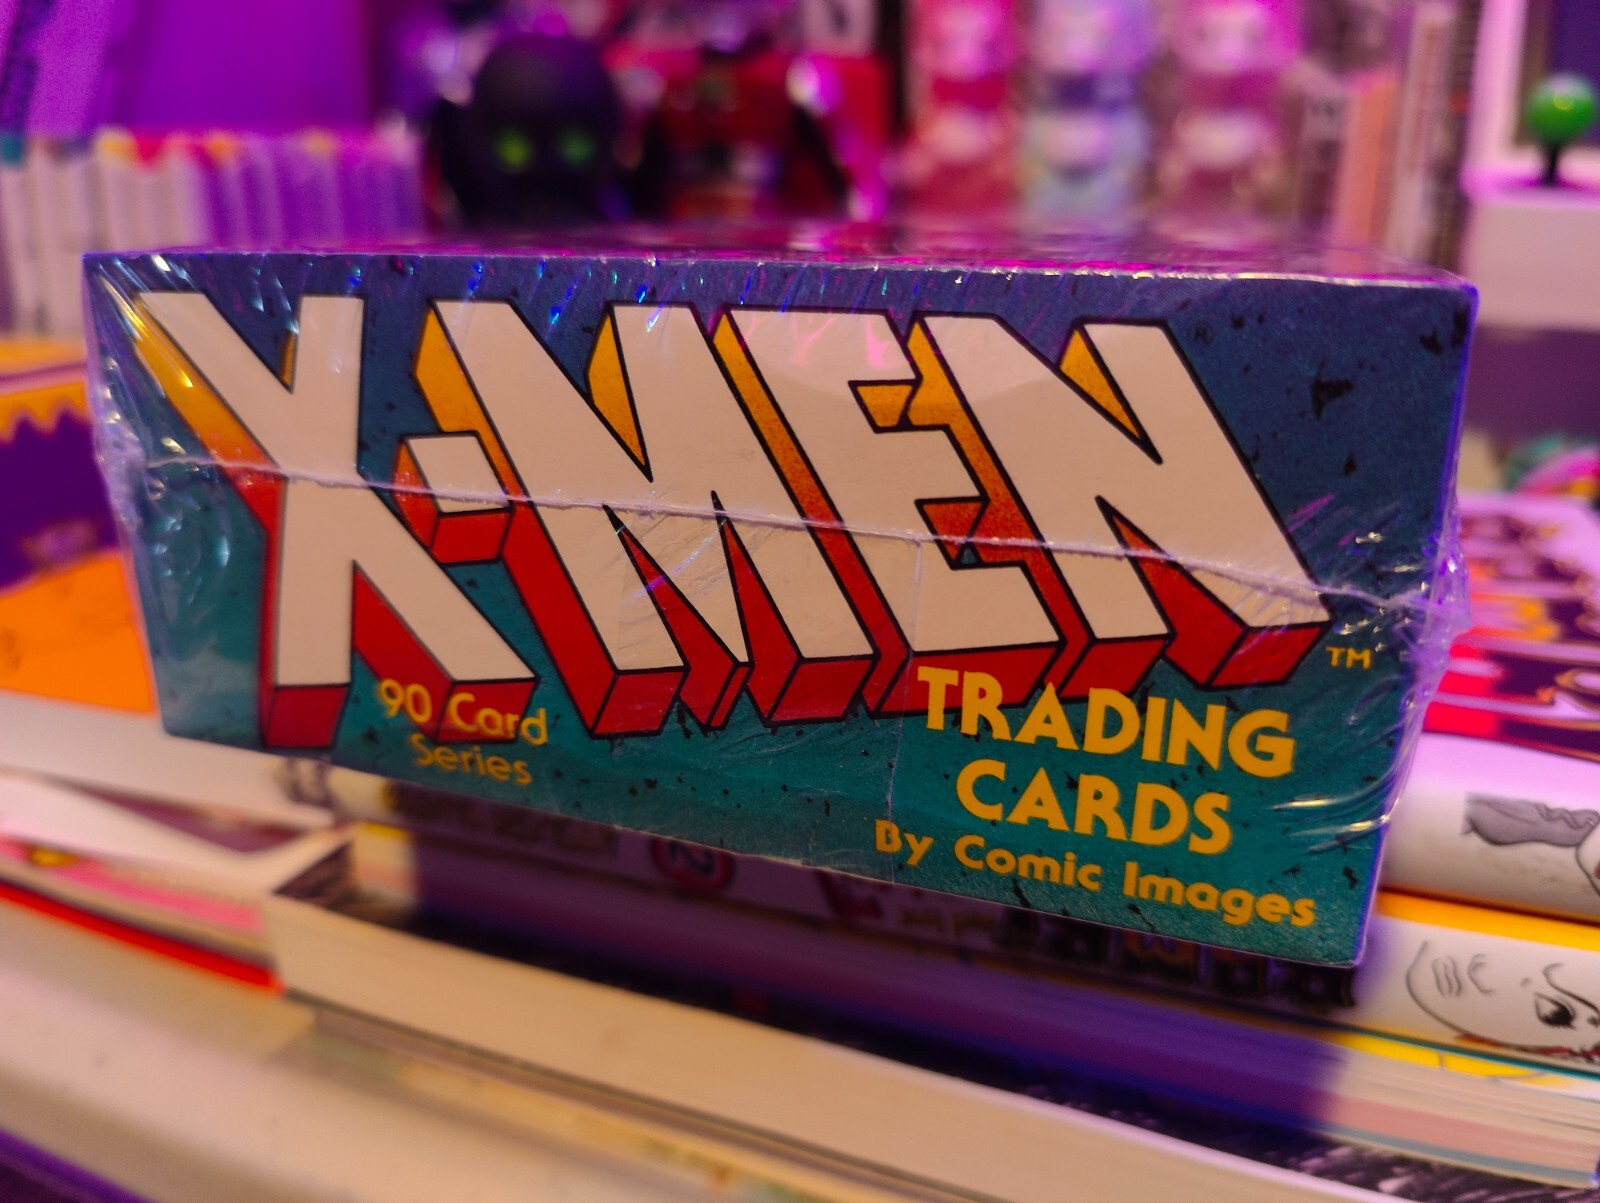 X-MEN ®
TM
90 Card
Series
TRADING
CARDS
By Comic Images